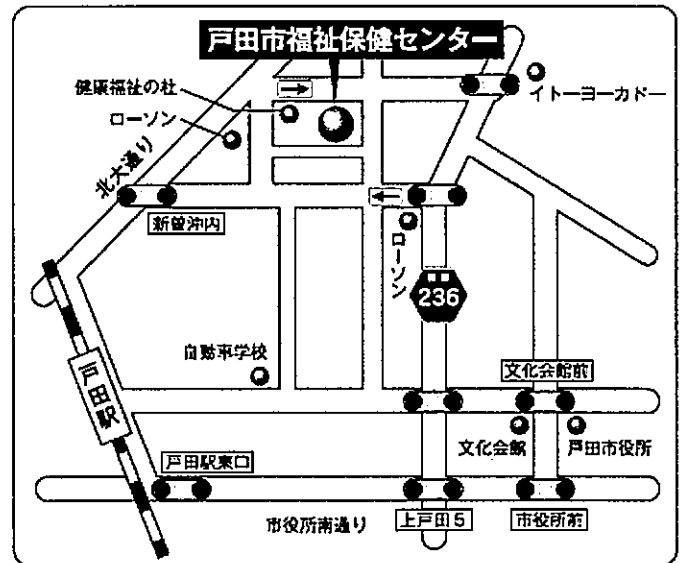 戸田市福祉保健センター
健康福祉の杜
ローソン
イトーヨーカドー
北大通り
新曽沖内
ローソン
236
自動車学校
戸田駅
文化会館前
文化会館
戸田市役所
戸田駅東口
市役所南通り
上戸田5
市役所前